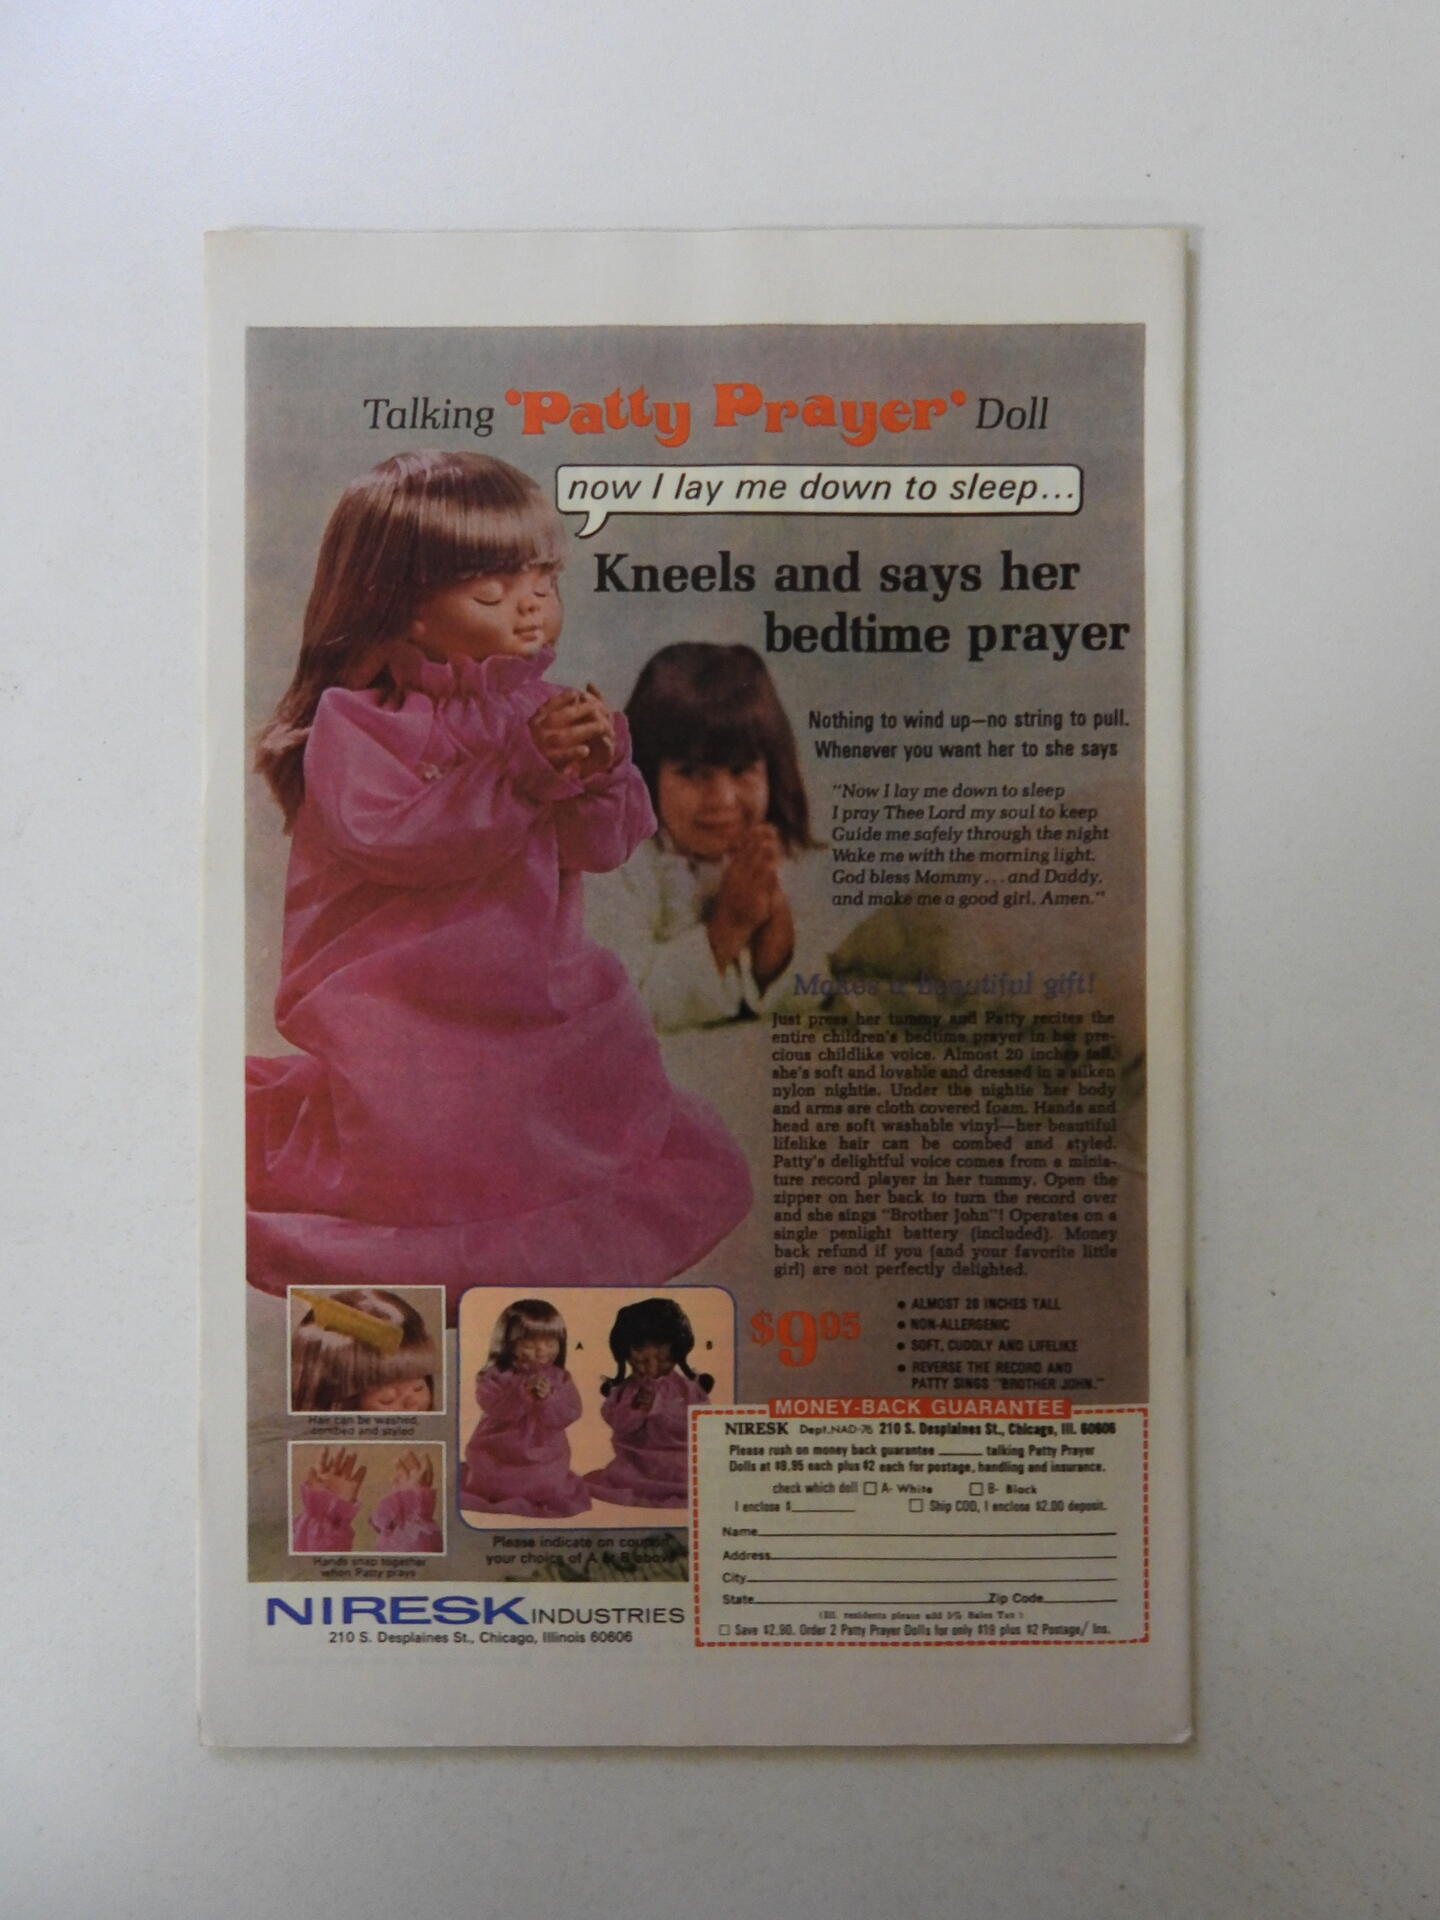 Talking 'Patty Prayer' Doll
now I lay me down to sleep...
Kneels and says her
bedtime prayer
Nothing to wind up—no string to pull.
Whenever you want her to she says
"Now I lay me down to sleep
I pray Thee Lord my soul to keep
Guide me safely through the night
Wake me with the morning light.
God bless Mommy...and Daddy.
and make me a good girl. Amen."
Makes a beautiful gift!
Just press her tummy and Patty recites the
entire children's bedtime prayer in her pre-
cious childlike voice. Almost 20 inches tall,
she's soft and lovable and dressed in a silken
nylon nightie. Under the nightie her body
and arms are cloth covered foam. Hands and
head are soft washable vinyl—her beautiful
lifelike hair can be combed and styled.
Patty's delightful voice comes from a minia-
ture record player in her tummy. Open the
zipper on her back to turn the record over
and she sings "Brother John"! Operates on a
single penlight battery (included). Money
back refund if you (and your favorite little
girl) are not perfectly delighted.
Hair can be washed,
combed and styled
Hands snap together
when Patty prays
A
B
Please indicate on coupon
your choice of A or B above
$9.95
• ALMOST 20 INCHES TALL
• NON-ALLERGENIC
• SOFT, CUDDLY AND LIFELIKE
• REVERSE THE RECORD AND
PATTY SINGS "BROTHER JOHN."
MONEY-BACK GUARANTEE
NIRESK Dept.NAD-76 210 S. Desplaines St., Chicago, Ill. 60606
Please rush on money back guarantee ______ talking Patty Prayer
Dolls at $9.95 each plus $2 each for postage, handling and insurance.
check which doll □ A- White □ B- Black
I enclose $________ □ Ship COD, I enclose $2.00 deposit.
Name
Address
City
State Zip Code
(Ill. residents please add 5% Sales Tax)
□ Save $2.90. Order 2 Patty Prayer Dolls for only $19 plus $2 Postage/ Ins.
NIRESK INDUSTRIES
210 S. Desplaines St., Chicago, Illinois 60606